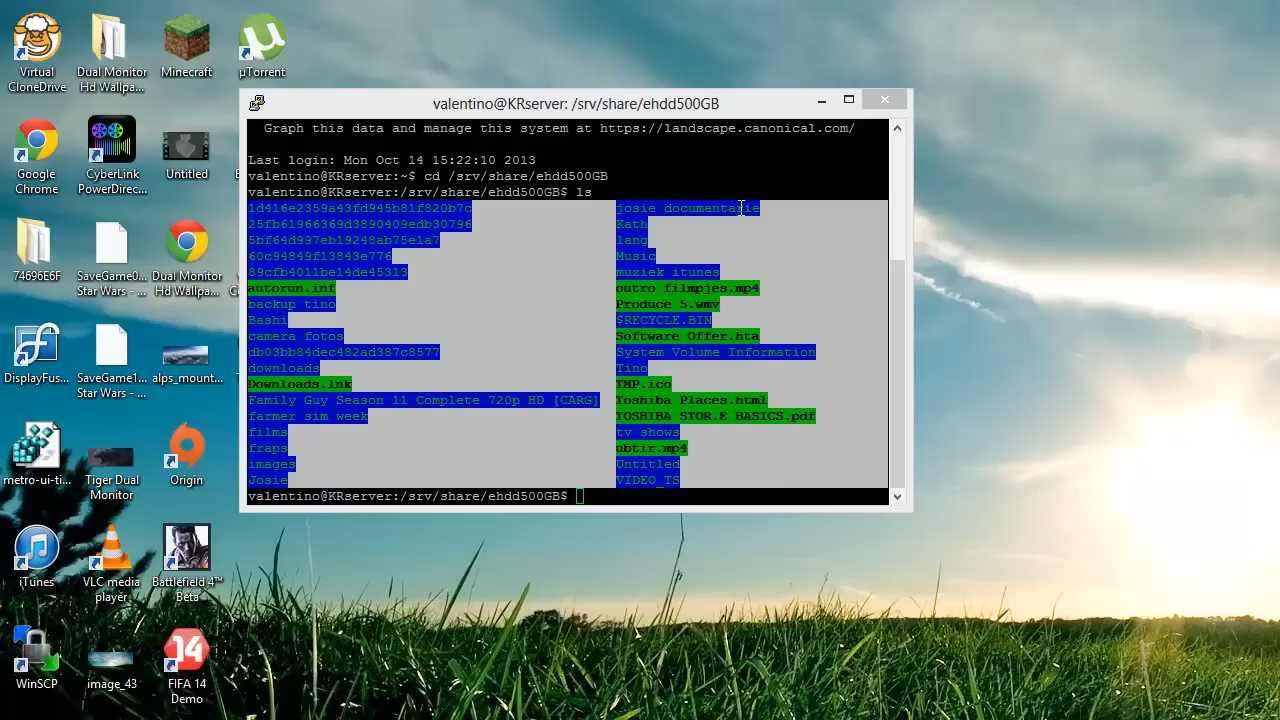 Virtual
CloneDrive
Dual Monitor
Hd Wallpa...
Minecraft
µTorrent
Google
Chrome
CyberLink
PowerDirec...
Untitled
74696E6F
SaveGame0...
Star Wars - ...
Dual Monitor
Hd Wallpa...
DisplayFus...
SaveGame1...
Star Wars - ...
alps_mount...
metro-ui-ti...
Tiger Dual
Monitor
Origin
iTunes
VLC media
player
Battlefield 4™
Beta
WinSCP
image_43
14
FIFA 14
Demo
valentino@KRserver: /srv/share/ehdd500GB
Graph this data and manage this system at https://landscape.canonical.com/
Last login: Mon Oct 14 15:22:10 2013
valentino@KRserver:~$ cd /srv/share/ehdd500GB
valentino@KRserver:/srv/share/ehdd500GB$ ls
1d416e2359a43fd945b81f820b7c josie documentarie
25fb61966369d3890409edb30796 Kath
5bf64d997eb19248ab75e1a7 lang
60c94849f13843e776 Music
89cfb4011be14de45313 muziek itunes
autorun.inf outro filmpjes.mp4
backup tino Produce 5.wmv
Bashi $RECYCLE.BIN
camera fotos Software Offer.hta
db03bb84dec482ad387c8577 System Volume Information
downloads Tino
Downloads.lnk TMP.ico
Family Guy Season 11 Complete 720p HD [CARG] Toshiba Places.html
farmer sim week TOSHIBA STOR.E BASICS.pdf
films tv shows
fraps ubtir.mp4
images Untitled
Josie VIDEO_TS
valentino@KRserver:/srv/share/ehdd500GB$